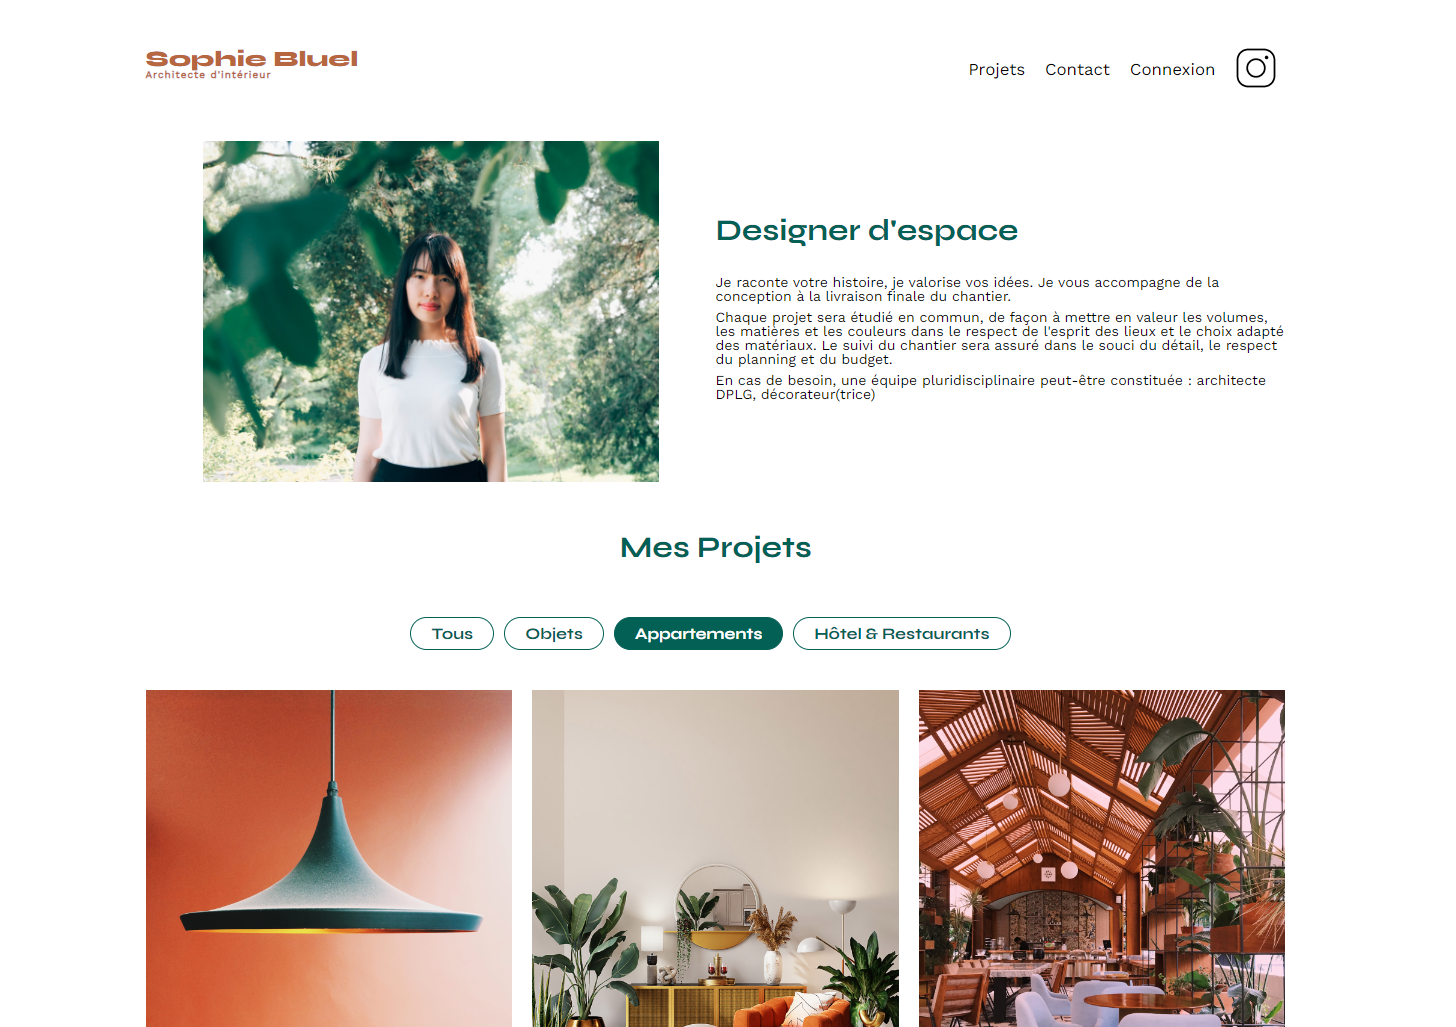 Sophie Bluel
Architecte d'intérieur
Projets
Contact
Connexion
Designer d'espace
Je raconte votre histoire, je valorise vos idées. Je vous accompagne de la
conception à la livraison finale du chantier.
Chaque projet sera étudié en commun, de façon à mettre en valeur les volumes,
les matières et les couleurs dans le respect de l'esprit des lieux et le choix adapté
des matériaux. Le suivi du chantier sera assuré dans le souci du détail, le respect
du planning et du budget.
En cas de besoin, une équipe pluridisciplinaire peut-être constituée : architecte
DPLG, décorateur(trice)
Mes Projets
Tous
Objets
Appartements
Hôtel & Restaurants